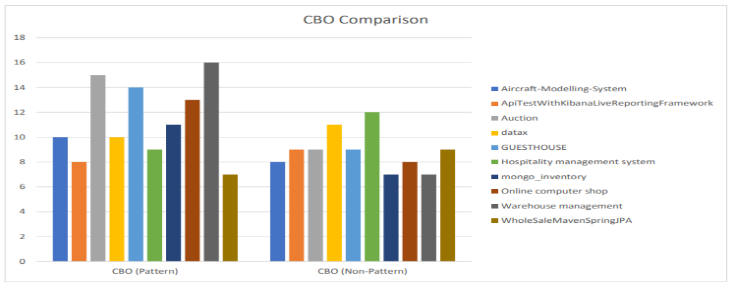 CBO Comparison
18
16
14
12
10
8
6
4
2
0
CBO (Pattern)
CBO (Non-Pattern)
Aircraft-Modelling-System
ApiTestWithKibanaLiveReportingFramework
Auction
datax
GUESTHOUSE
Hospitality management system
mongo_inventory
Online computer shop
Warehouse management
WholeSaleMavenSpringJPA